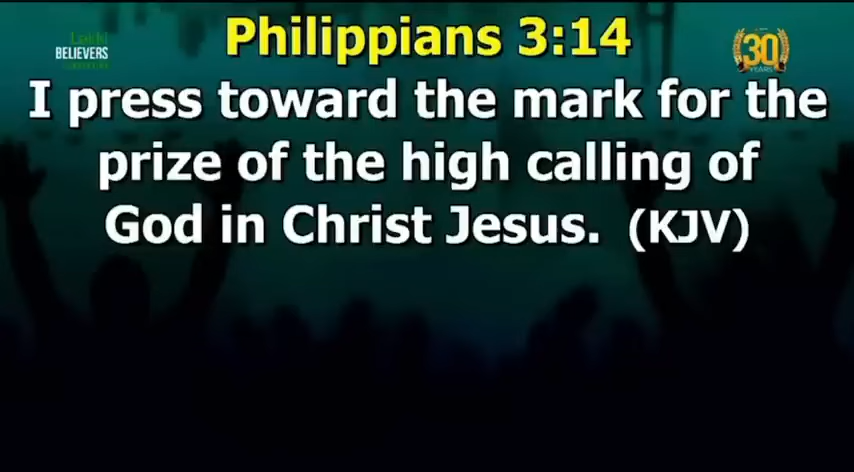 Philippians 3:14
BELIEVERS
30
YEARS
I press toward the mark for the
prize of the high calling of
God in Christ Jesus. (KJV)